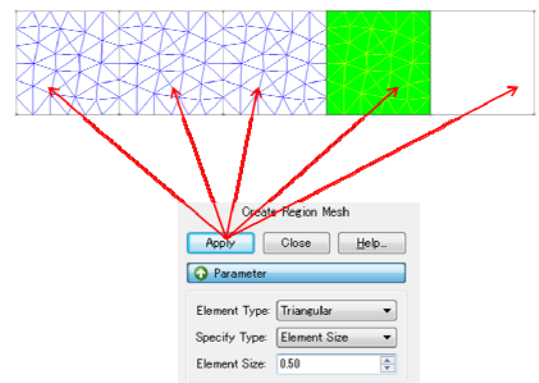 Create Region Mesh
Apply Close Help...
Parameter
Element Type: Triangular
Specify Type: Element Size
Element Size: 0.50